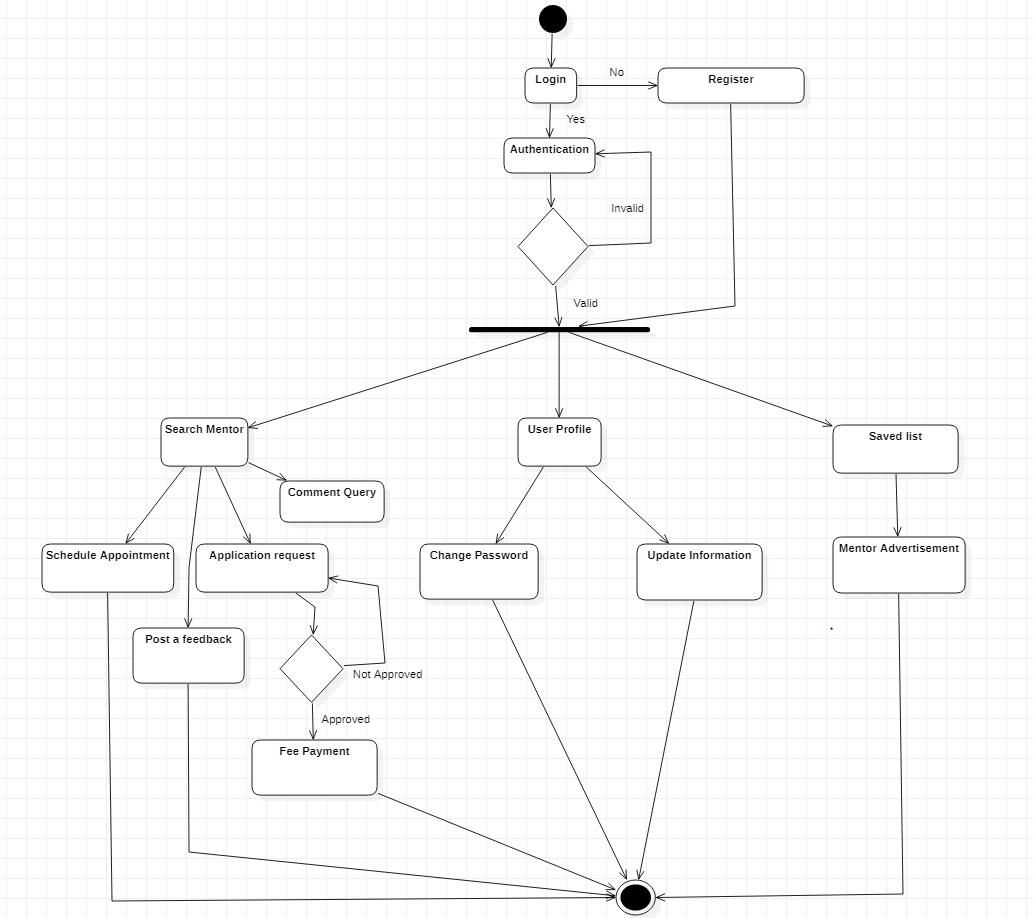 Login
No
Register
Yes
Authentication
Invalid
Valid
Search Mentor
User Profile
Saved list
Comment Query
Schedule Appointment
Application request
Change Password
Update Information
Mentor Advertisement
Post a feedback
Not Approved
Approved
Fee Payment